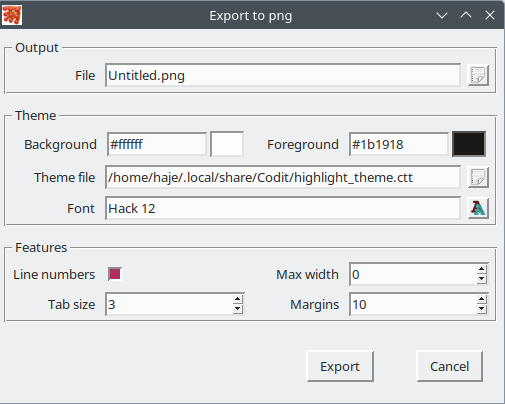 Export to png
Output
File Untitled.png
Theme
Background #ffffff Foreground #1b1918
Theme file /home/haje/.local/share/Codit/highlight_theme.ctt
Font Hack 12
Features
Line numbers Max width 0
Tab size 3 Margins 10
Export Cancel